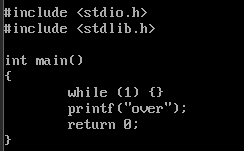 #include <stdio.h>
#include <stdlib.h>
int main()
{
while (1) {}
printf("over");
return 0;
}